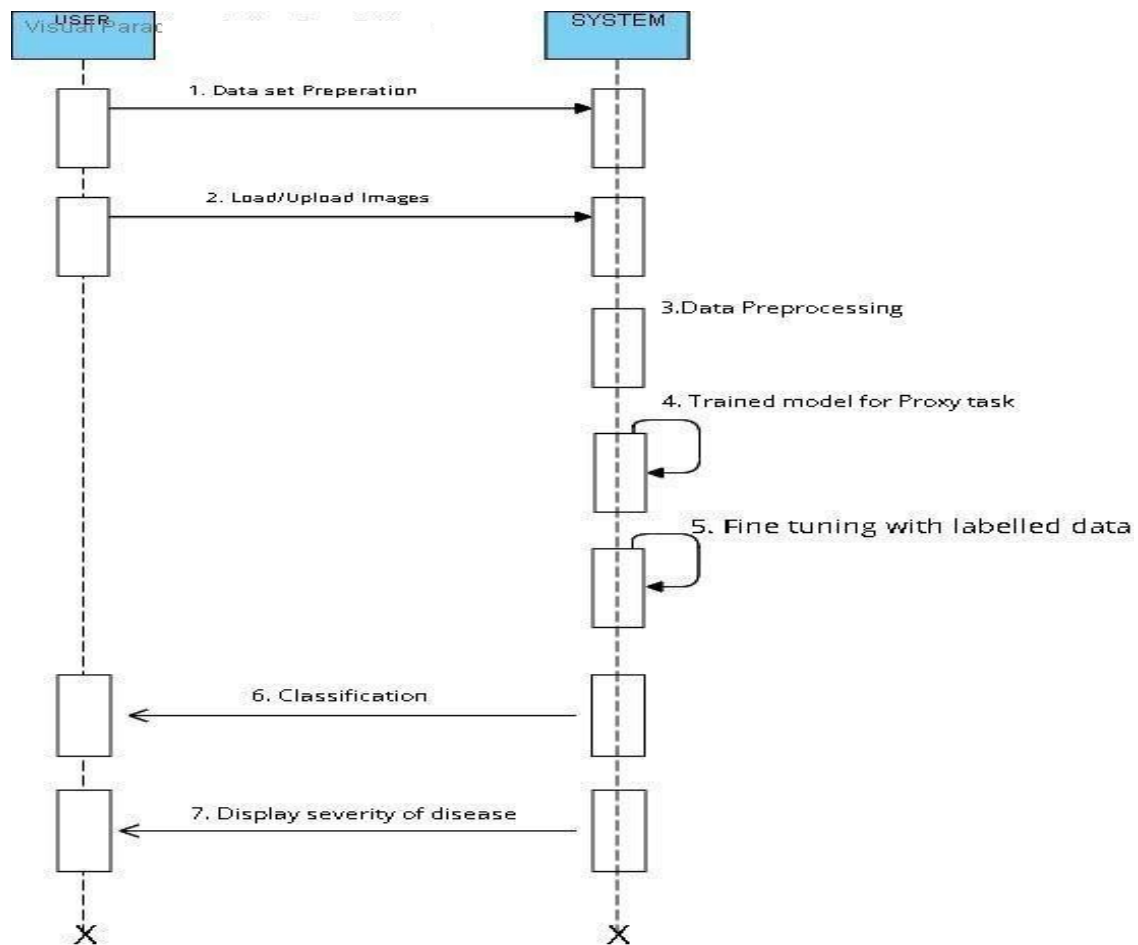 USER
Visual Parac
SYSTEM
1. Data set Preperation
2. Load/Upload Images
3.Data Preprocessing
4. Trained model for Proxy task
5. Fine tuning with labelled data
6. Classification
7. Display severity of disease
X
X